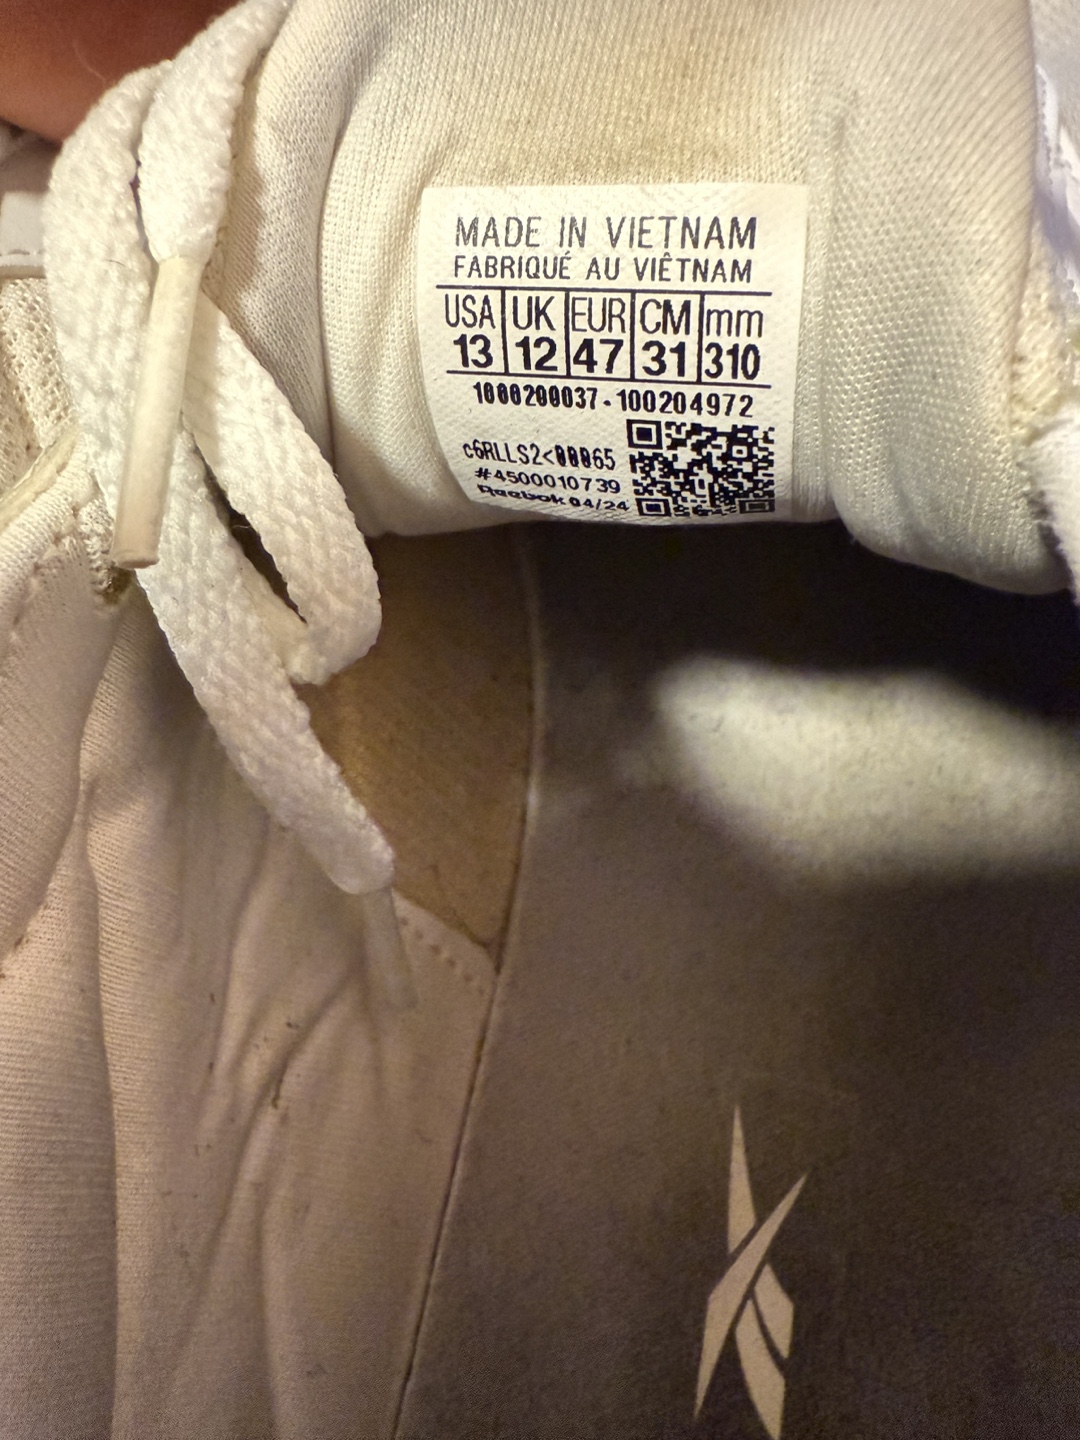 MADE IN VIETNAM
FABRIQUÉ AU VIÊTNAM
USA UK EUR CM mm
13 12 47 31 310
1000200037-100204972
c6RLLS2<00065
#4500010739
Reebok 04/24